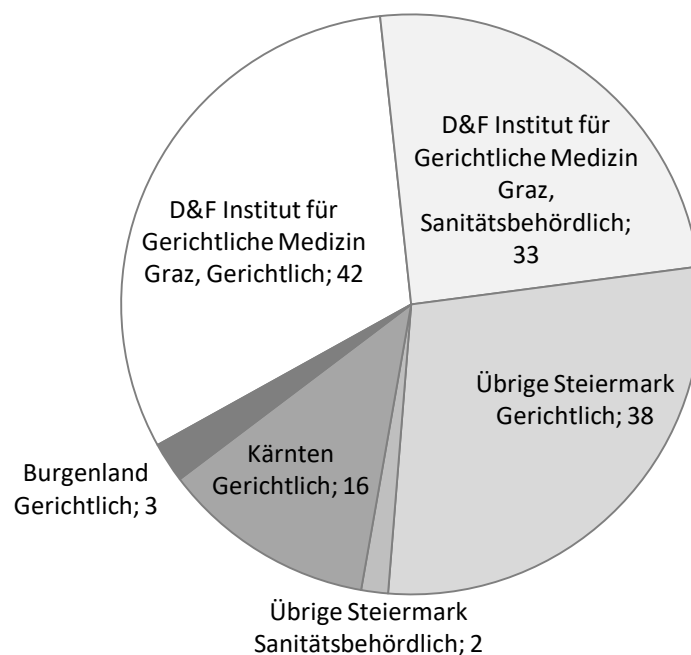 D&F Institut für
Gerichtliche Medizin
Graz,
Sanitätsbehördlich;
33
D&F Institut für
Gerichtliche Medizin
Graz, Gerichtlich; 42
Übrige Steiermark
Gerichtlich; 38
Burgenland
Gerichtlich; 3
Kärnten
Gerichtlich; 16
Übrige Steiermark
Sanitätsbehördlich; 2